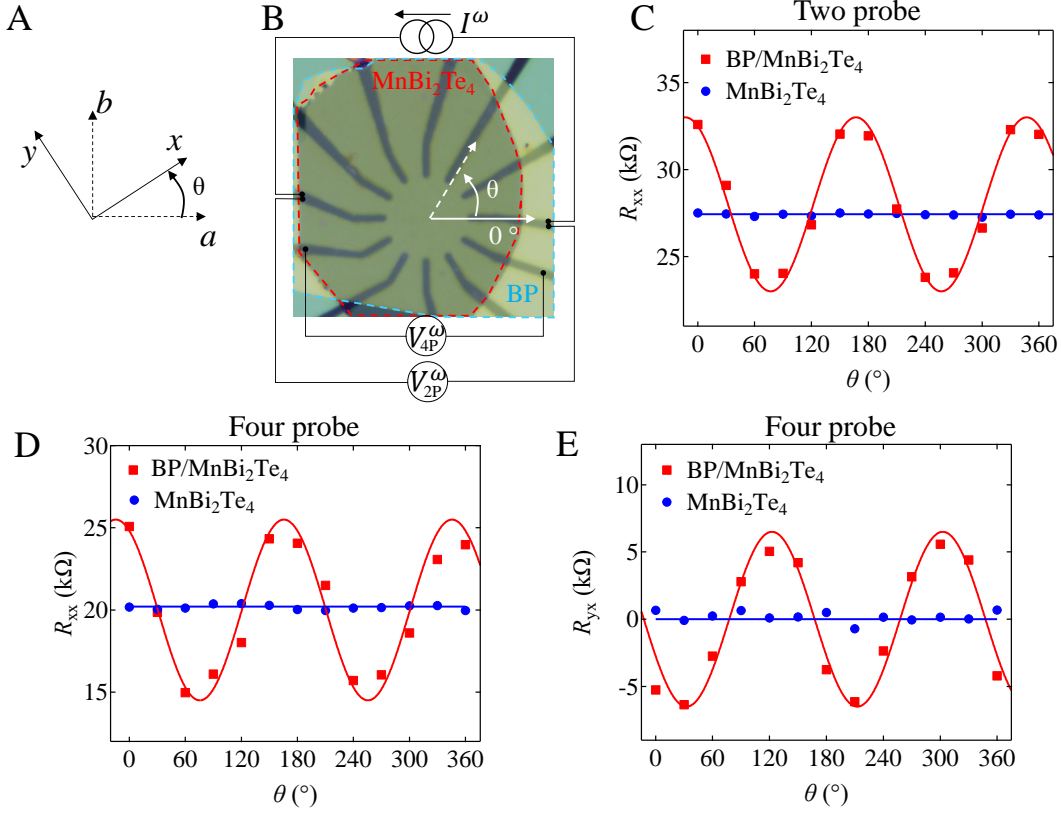 A
b
y
x
θ
a
B
I^ω
MnBi₂Te₄
θ
0 °
BP
V_4P^ω
V_2P^ω
C
Two probe
BP/MnBi₂Te₄
MnBi₂Te₄
35
30
25
R_xx (kΩ)
0 60 120 180 240 300 360
θ (°)
D
Four probe
BP/MnBi₂Te₄
MnBi₂Te₄
30
25
20
15
R_xx (kΩ)
0 60 120 180 240 300 360
θ (°)
E
Four probe
BP/MnBi₂Te₄
MnBi₂Te₄
10
5
0
-5
R_yx (kΩ)
0 60 120 180 240 300 360
θ (°)